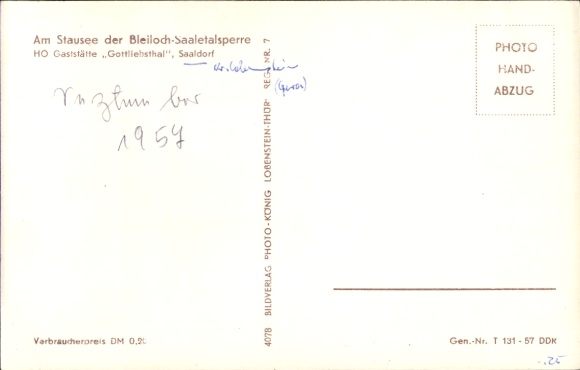 Am Stausee der Bleiloch-Saaletalsperre
HO Gaststätte „Gottliebsthal", Saaldorf
(Gera)
1957
4078 BILDVERLAG PHOTO-KÖNIG LOBENSTEIN-THÜR. REG.-NR. 7
PHOTO
HAND-
ABZUG
Verbraucherpreis DM 0,20
Gen.-Nr. T 131 - 57 DDR
-.25